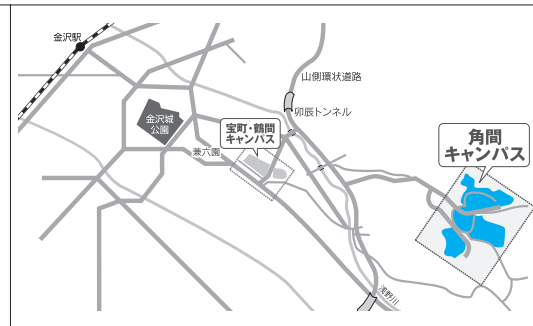 金沢駅
山側環状道路
卯辰トンネル
金沢城
公園
宝町・鶴間
キャンパス
兼六園
角間
キャンパス
浅野川